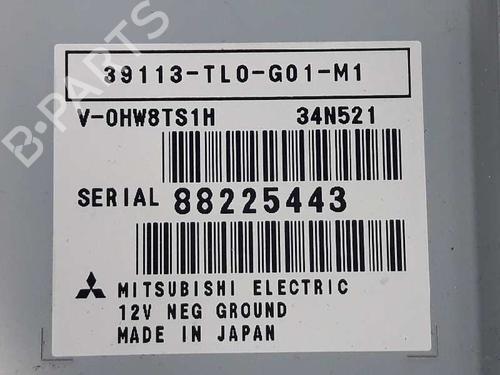 39113-TL0-G01-M1
V-OHW8TS1H 34N521
SERIAL 88225443
MITSUBISHI ELECTRIC
12V NEG GROUND
MADE IN JAPAN
B-PARTS